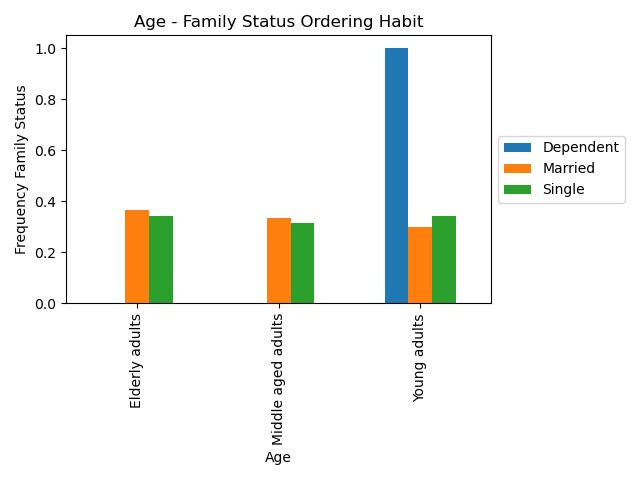 Age - Family Status Ordering Habit
Frequency Family Status
1.0
0.8
0.6
0.4
0.2
0.0
Dependent
Married
Single
Elderly adults
Middle aged adults
Young adults
Age